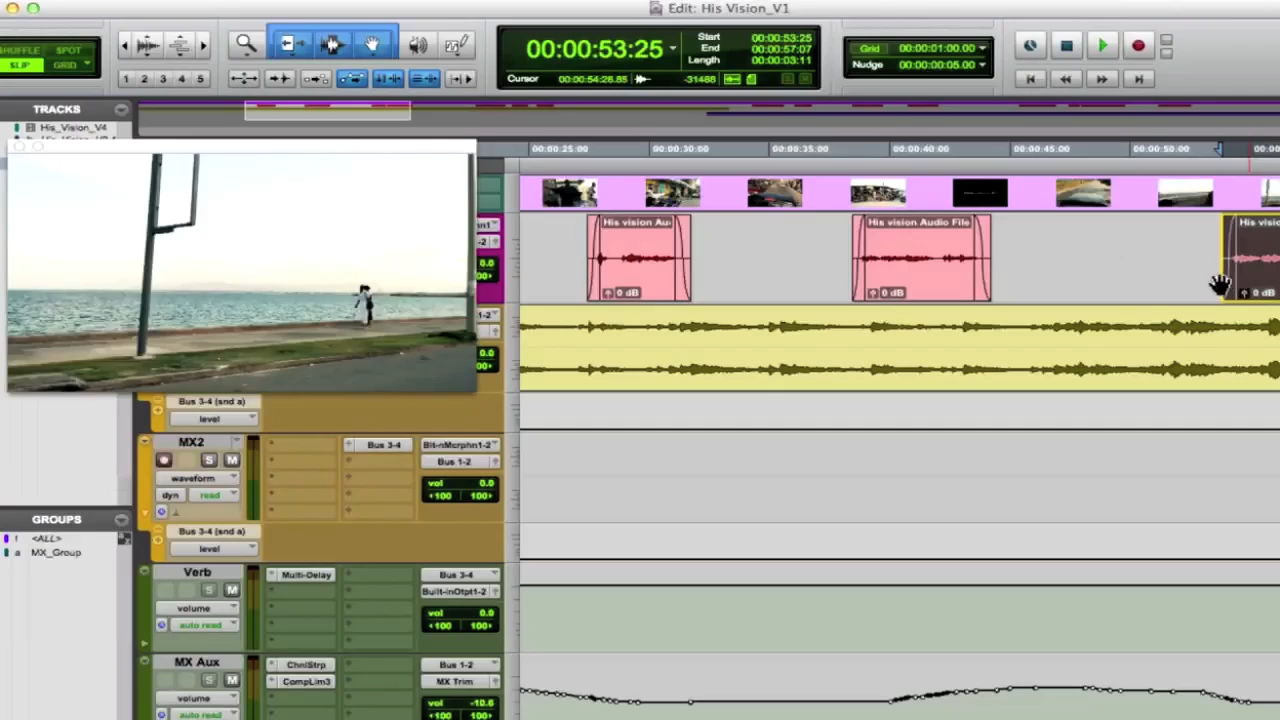 Edit: His Vision_V1
SHUFFLE SPOT
SLIP GRID
1 2 3 4 5
00:00:53:25
Start 00:00:53:25
End 00:00:57:07
Length 00:00:03:11
Cursor 00:00:54:26.85 -31486
Grid 00:00:01:00.00
Nudge 00:00:00:05.00
TRACKS
His_Vision_V4
00:00:25:00 00:00:30:00 00:00:35:00 00:00:40:00 00:00:45:00 00:00:50:00
His vision Au
0 dB
His vision Audio File
0 dB
His visio
0 dB
0.0
0.0
Bus 3-4 (snd a)
level
MX2
Bus 3-4
S M
waveform
Bus 1-2
dyn read
vol 0.0
100 100
Bus 3-4 (snd a)
level
GROUPS
! <ALL>
a MX_Group
Verb
Multi-Delay
Bus 3-4
S M
Built-inOtpt1-2
volume
vol 0.0
auto read
100 100
MX Aux
ChnlStrp
Bus 1-2
S M
CompLim3
MX Trim
volume
vol -10.6
auto read
100 100